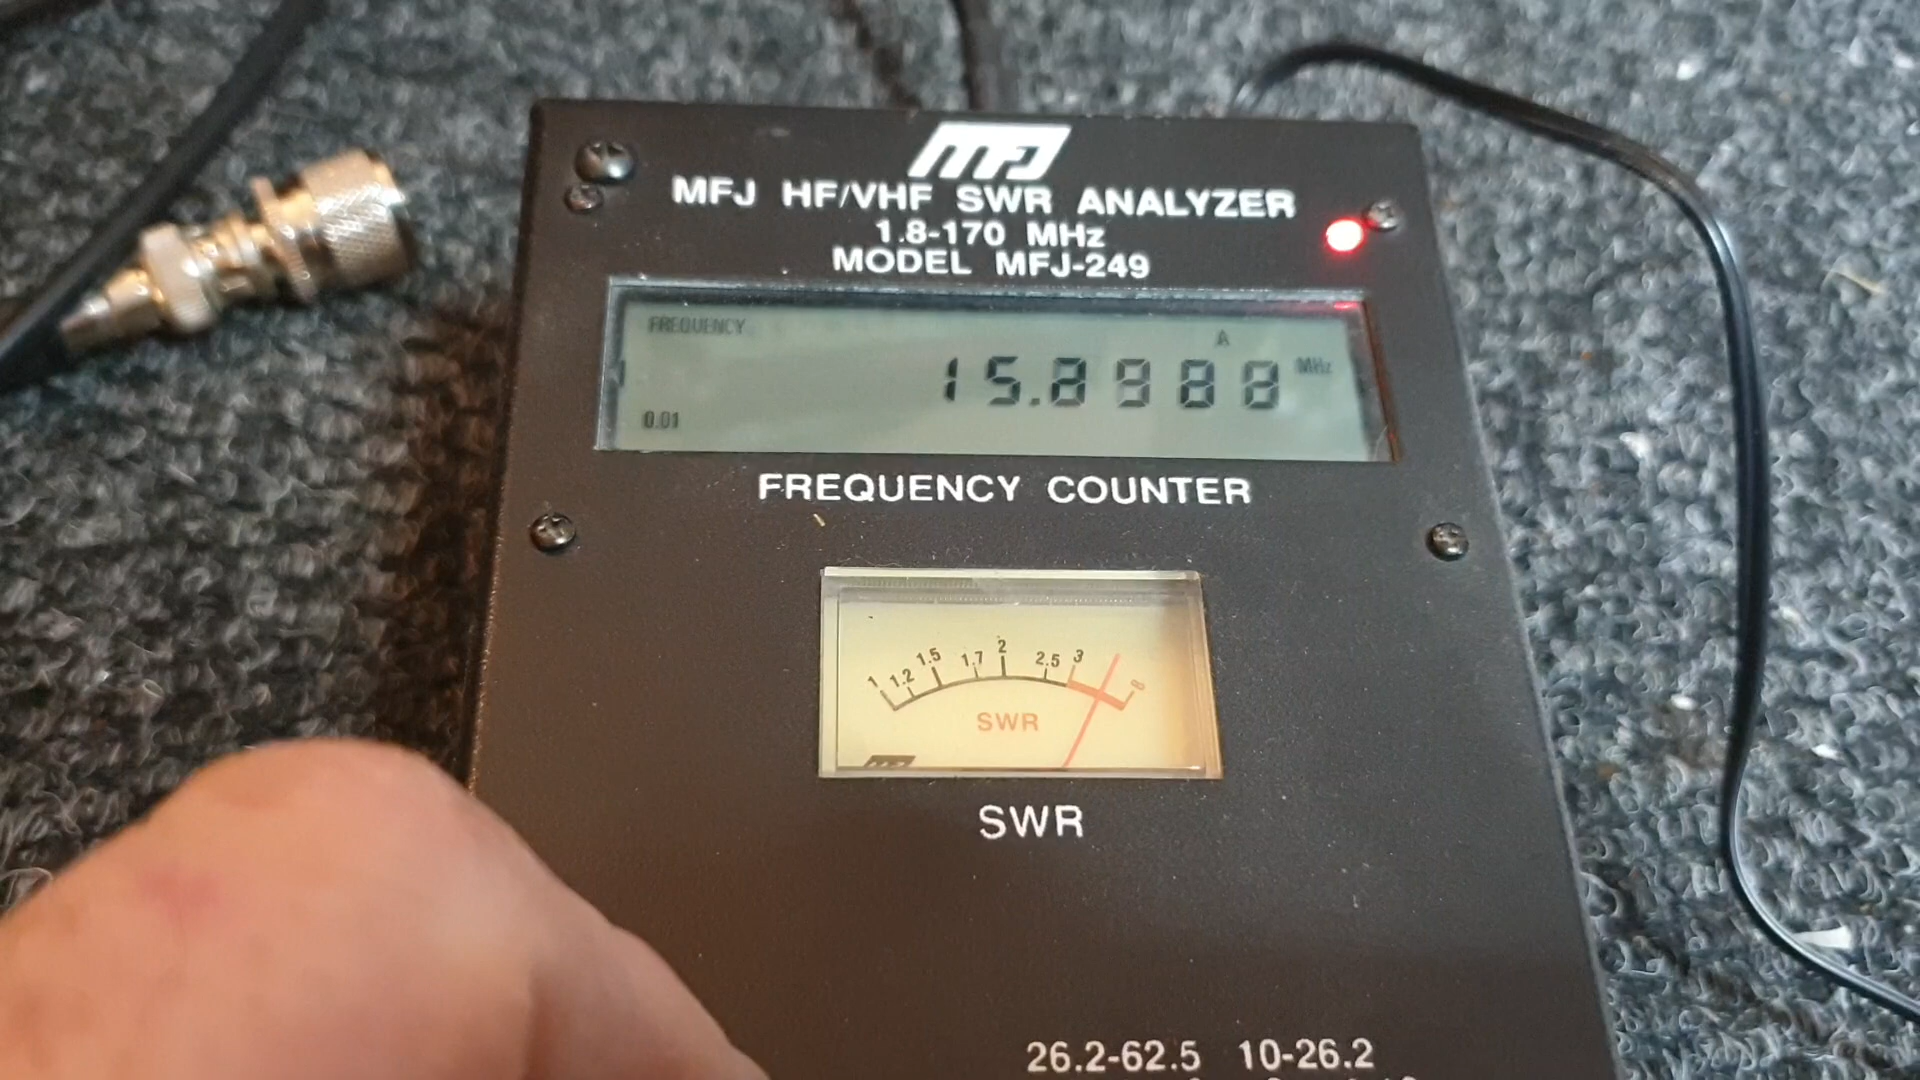 MFJ
MFJ HF/VHF SWR ANALYZER
1.8-170 MHz
MODEL MFJ-249
FREQUENCY
A
15.8988 MHz
0.01
FREQUENCY COUNTER
1 1.2 1.5 1.7 2 2.5 3 8
SWR
MFJ
SWR
26.2-62.5 10-26.2